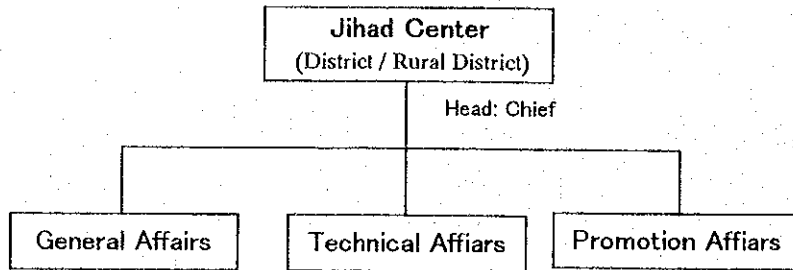 Jihad Center
(District / Rural District)
Head: Chief
General Affairs
Technical Affiars
Promotion Affiars